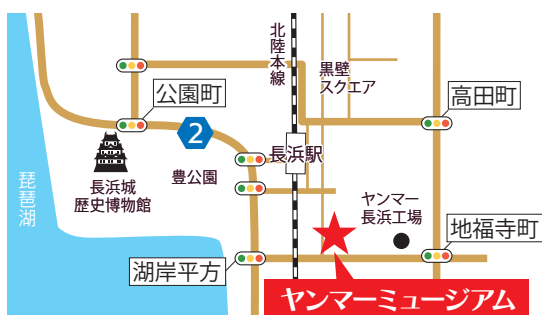 北陸本線
黒壁
スクエア
公園町
高田町
2
長浜駅
長浜城
歴史博物館
豊公園
琵琶湖
ヤンマー
長浜工場
地福寺町
湖岸平方
ヤンマーミュージアム